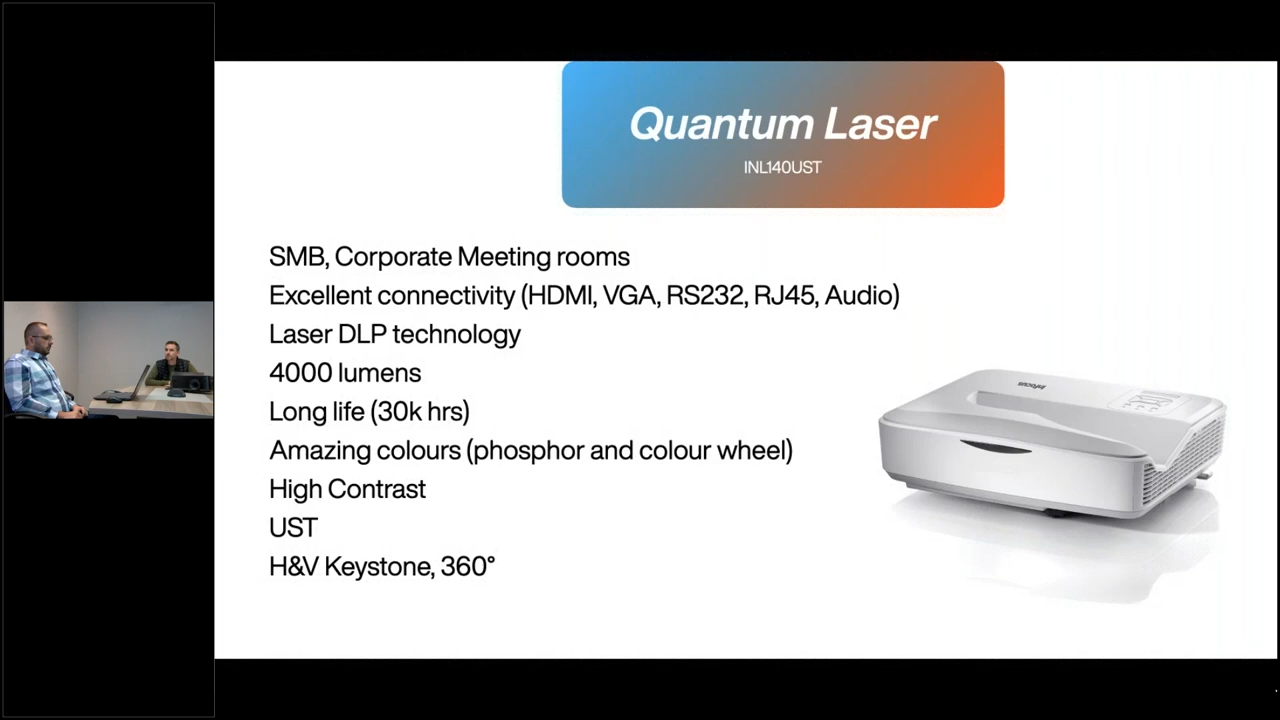 Quantum Laser
INL140UST
SMB, Corporate Meeting rooms
Excellent connectivity (HDMI, VGA, RS232, RJ45, Audio)
Laser DLP technology
4000 lumens
Long life (30k hrs)
Amazing colours (phosphor and colour wheel)
High Contrast
UST
H&V Keystone, 360°
InFocus